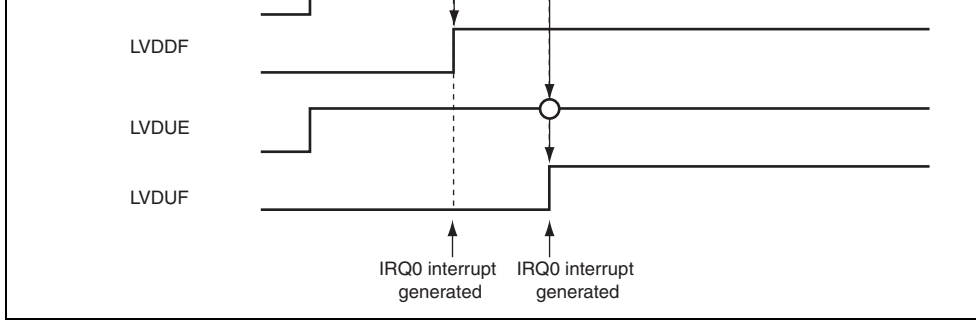 LVDDF
LVDUE
LVDUF
IRQ0 interrupt generated
IRQ0 interrupt generated